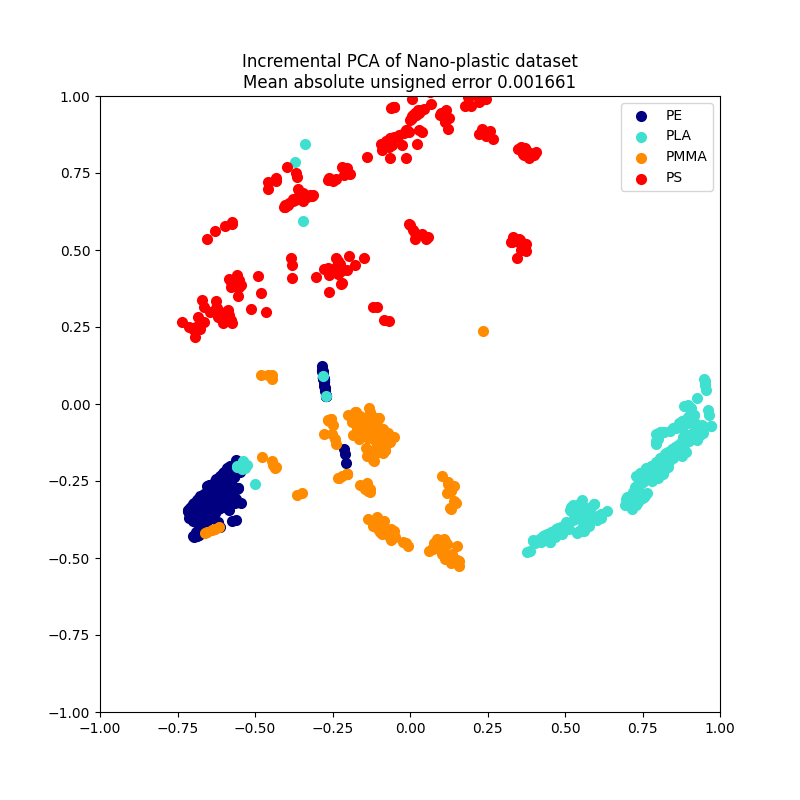 Incremental PCA of Nano-plastic dataset
Mean absolute unsigned error 0.001661
1.00
0.75
0.50
0.25
0.00
−0.25
−0.50
−0.75
−1.00
PE
PLA
PMMA
PS
−1.00 −0.75 −0.50 −0.25 0.00 0.25 0.50 0.75 1.00